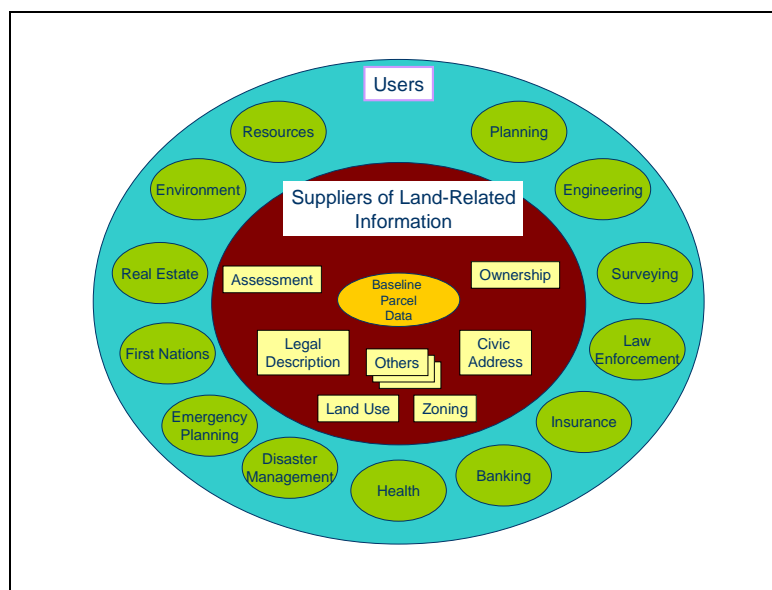 Users
Resources
Planning
Environment
Engineering
Suppliers of Land-Related
Information
Real Estate
Assessment
Baseline
Parcel
Data
Ownership
Surveying
First Nations
Legal
Description
Others
Civic
Address
Law
Enforcement
Land Use
Zoning
Emergency
Planning
Insurance
Disaster
Management
Health
Banking